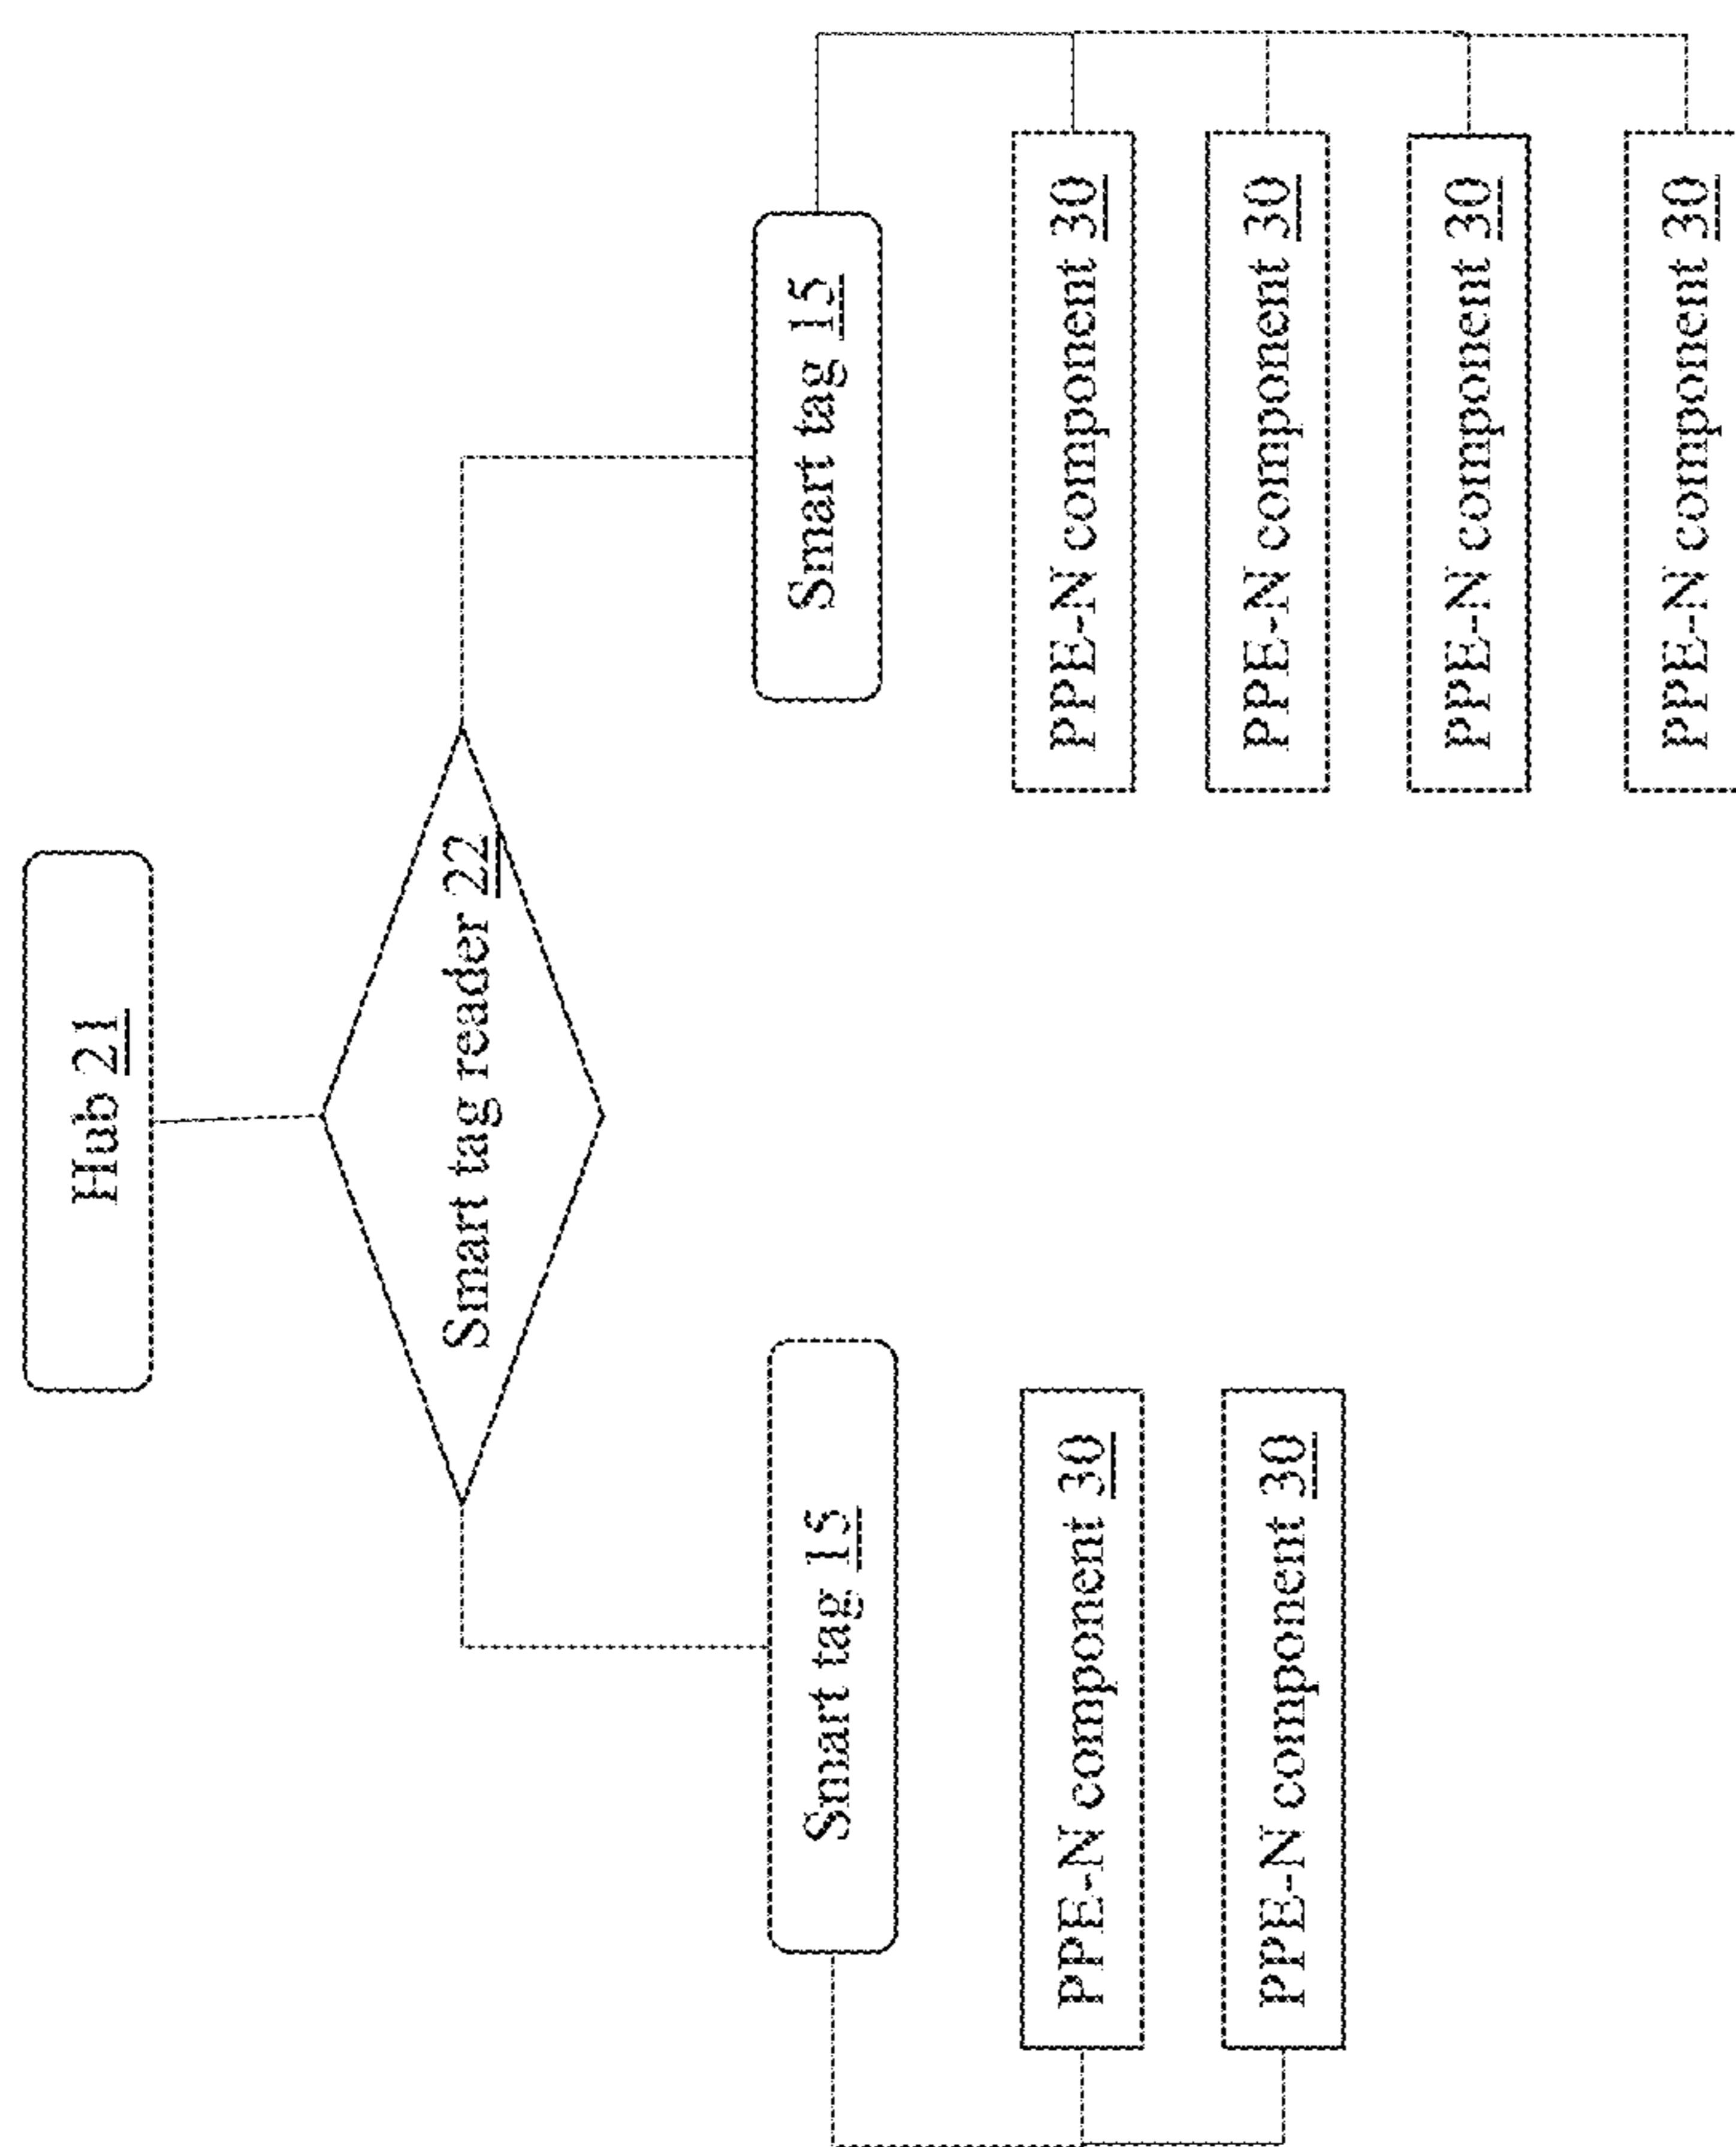 Hub 21
Smart tag reader 22
Smart tag 15
Smart tag 15
PPE-N component 30
PPE-N component 30
PPE-N component 30
PPE-N component 30
PPE-N component 30
PPE-N component 30